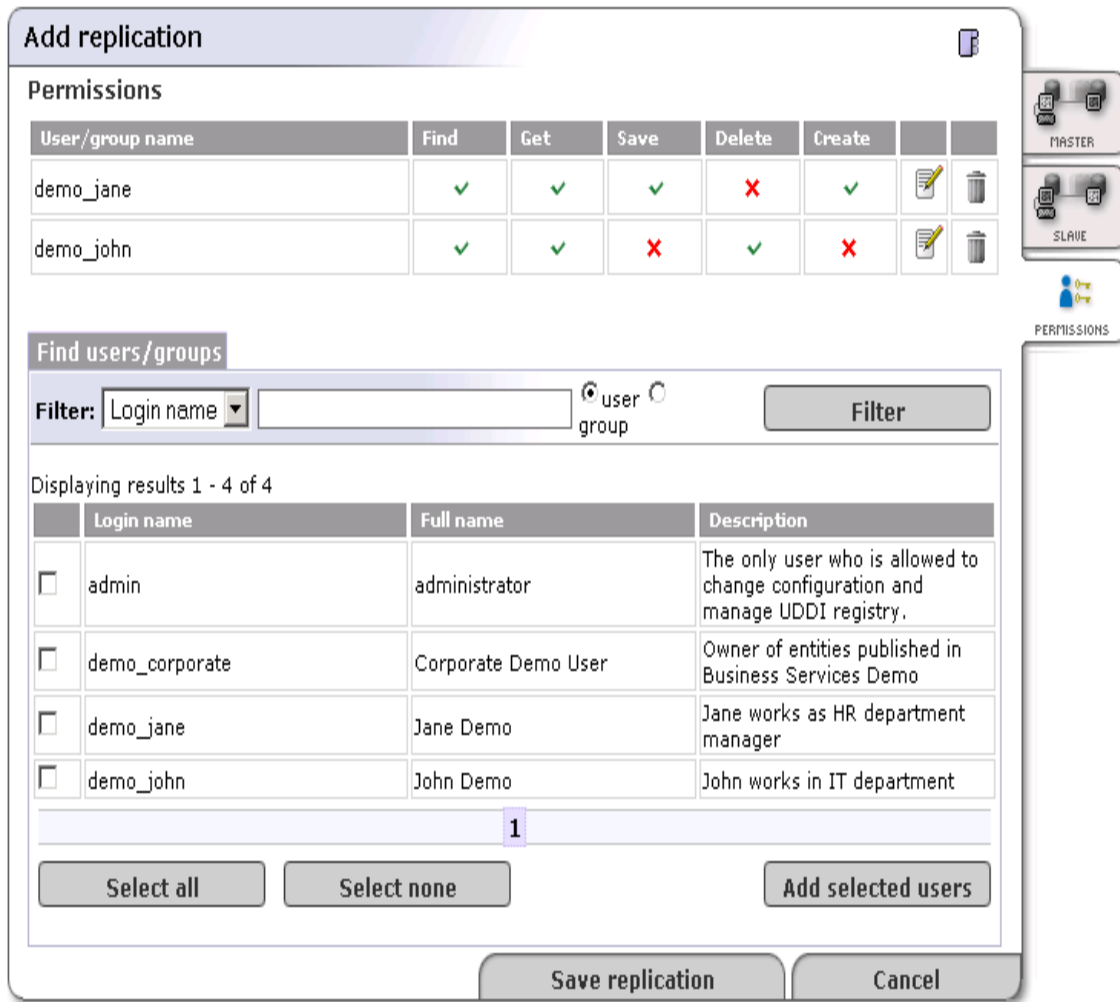 Add replication
Permissions
User/group name Find Get Save Delete Create
demo_jane
demo_john
MASTER
SLAVE
PERMISSIONS
Find users/groups
Filter: Login name user
group
Filter
Displaying results 1 - 4 of 4
Login name Full name Description
admin administrator The only user who is allowed to
change configuration and
manage UDDI registry.
demo_corporate Corporate Demo User Owner of entities published in
Business Services Demo
demo_jane Jane Demo Jane works as HR department
manager
demo_john John Demo John works in IT department
1
Select all Select none Add selected users
Save replication Cancel